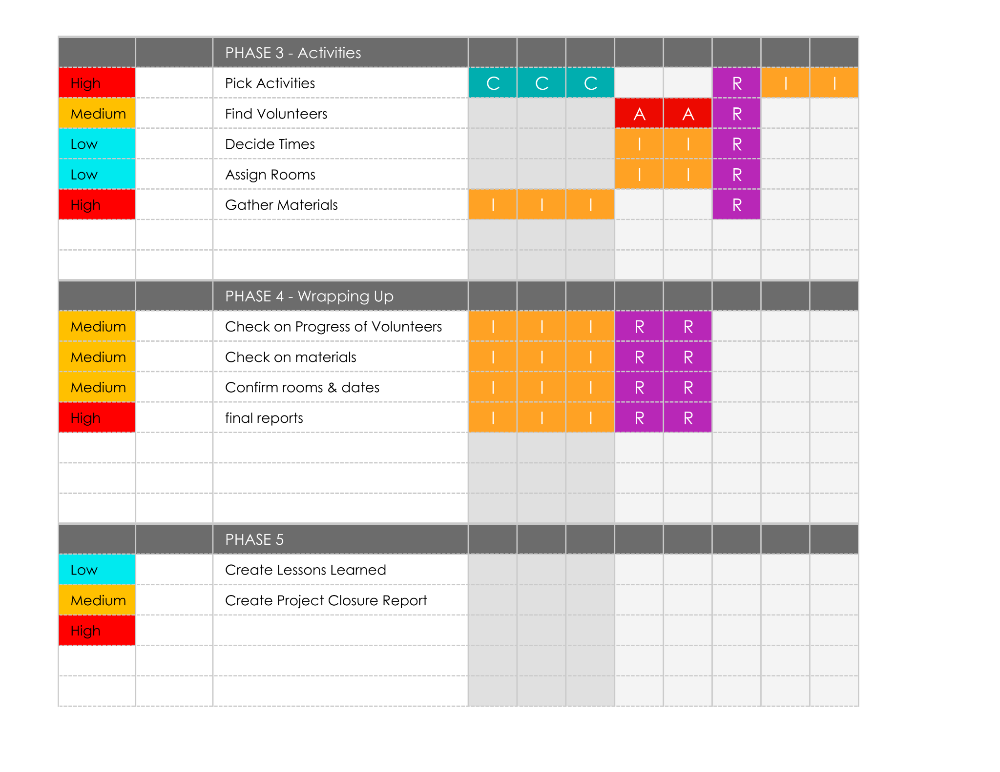 PHASE 3 - Activities
High Pick Activities C C C R I I
Medium Find Volunteers A A R
Low Decide Times I I R
Low Assign Rooms I I R
High Gather Materials I I I R
PHASE 4 - Wrapping Up
Medium Check on Progress of Volunteers I I I R R
Medium Check on materials I I I R R
Medium Confirm rooms & dates I I I R R
High final reports I I I R R
PHASE 5
Low Create Lessons Learned
Medium Create Project Closure Report
High